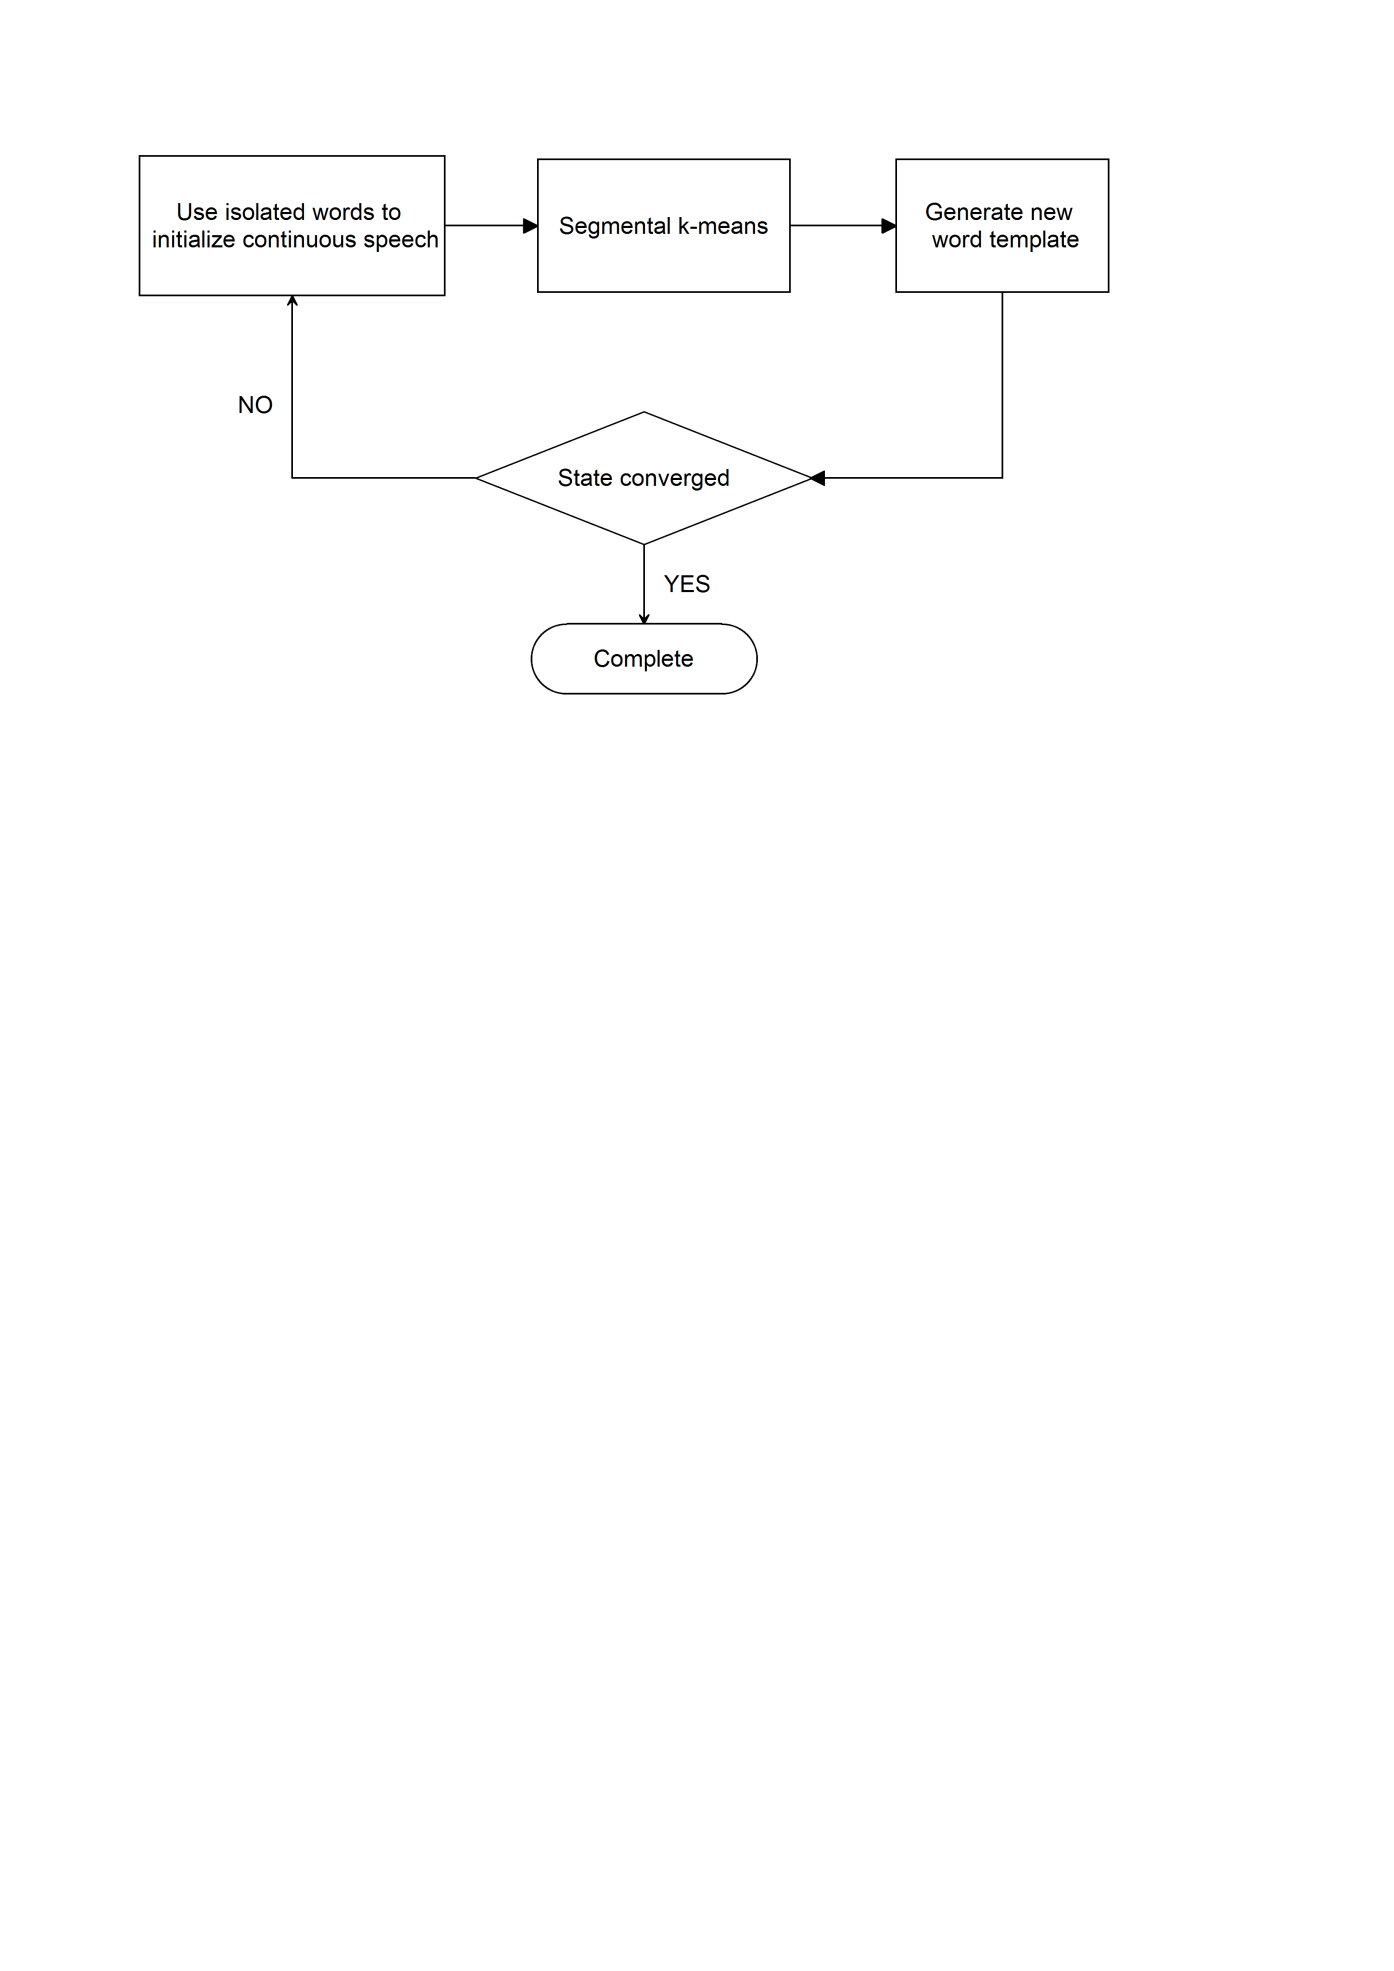 Use isolated words to
initialize continuous speech
Segmental k-means
Generate new
word template
NO
State converged
YES
Complete